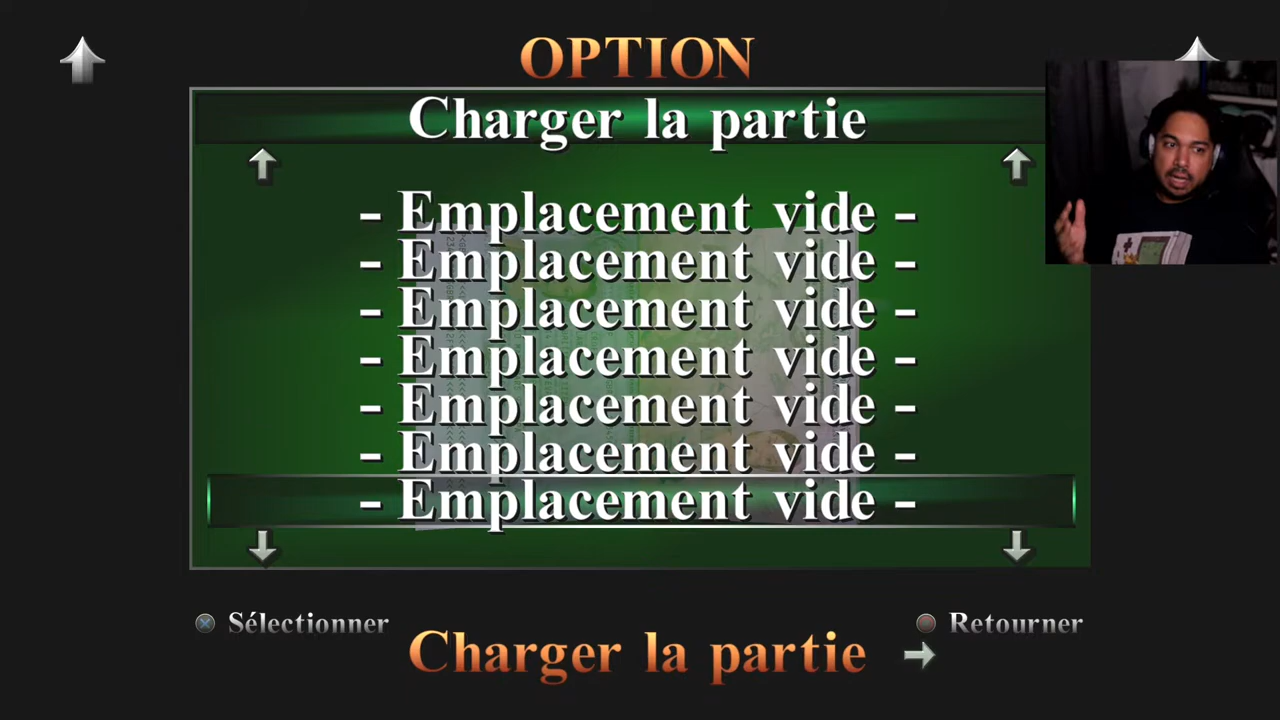 OPTION
Charger la partie
- Emplacement vide -
- Emplacement vide -
- Emplacement vide -
- Emplacement vide -
- Emplacement vide -
- Emplacement vide -
- Emplacement vide -
Sélectionner
Retourner
Charger la partie